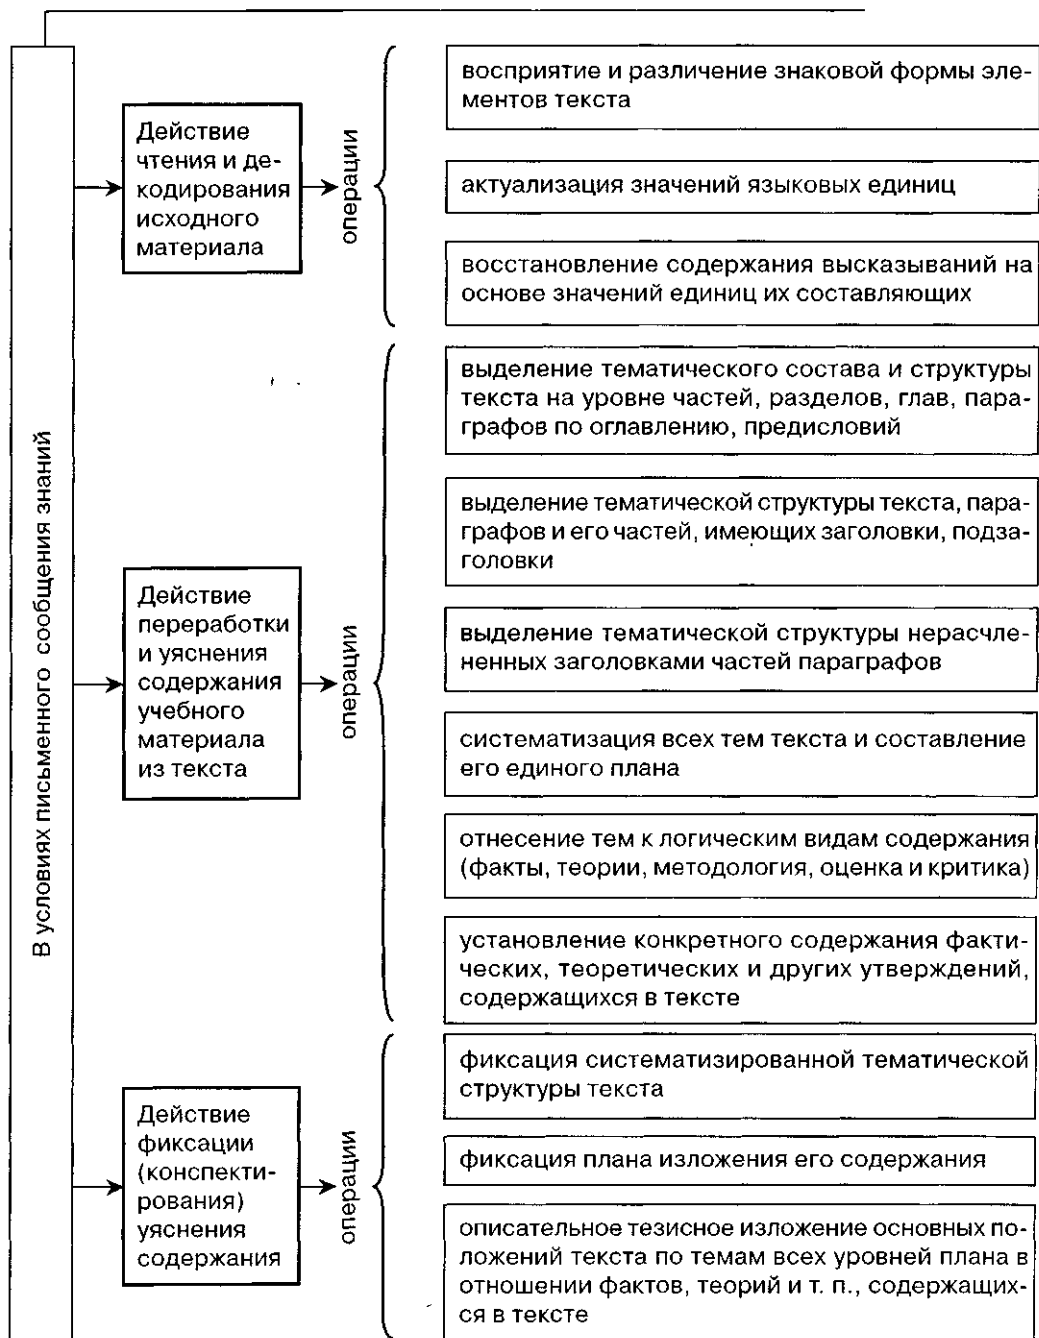 В условиях письменного сообщения знаний
Действие
чтения и де-
кодирования
исходного
материала
операции
восприятие и различение знаковой формы эле-
ментов текста
актуализация значений языковых единиц
восстановление содержания высказываний на
основе значений единиц их составляющих
Действие
переработки
и уяснения
содержания
учебного
материала
из текста
операции
выделение тематического состава и структуры
текста на уровне частей, разделов, глав, пара-
графов по оглавлению, предисловий
выделение тематической структуры текста, пара-
графов и его частей, имеющих заголовки, подза-
головки
выделение тематической структуры нерасчле-
ненных заголовками частей параграфов
систематизация всех тем текста и составление
его единого плана
отнесение тем к логическим видам содержания
(факты, теории, методология, оценка и критика)
установление конкретного содержания факти-
ческих, теоретических и других утверждений,
содержащихся в тексте
Действие
фиксации
(конспекти-
рования)
уяснения
содержания
операции
фиксация систематизированной тематической
структуры текста
фиксация плана изложения его содержания
описательное тезисное изложение основных по-
ложений текста по темам всех уровней плана в
отношении фактов, теорий и т. п., содержащих-
ся в тексте